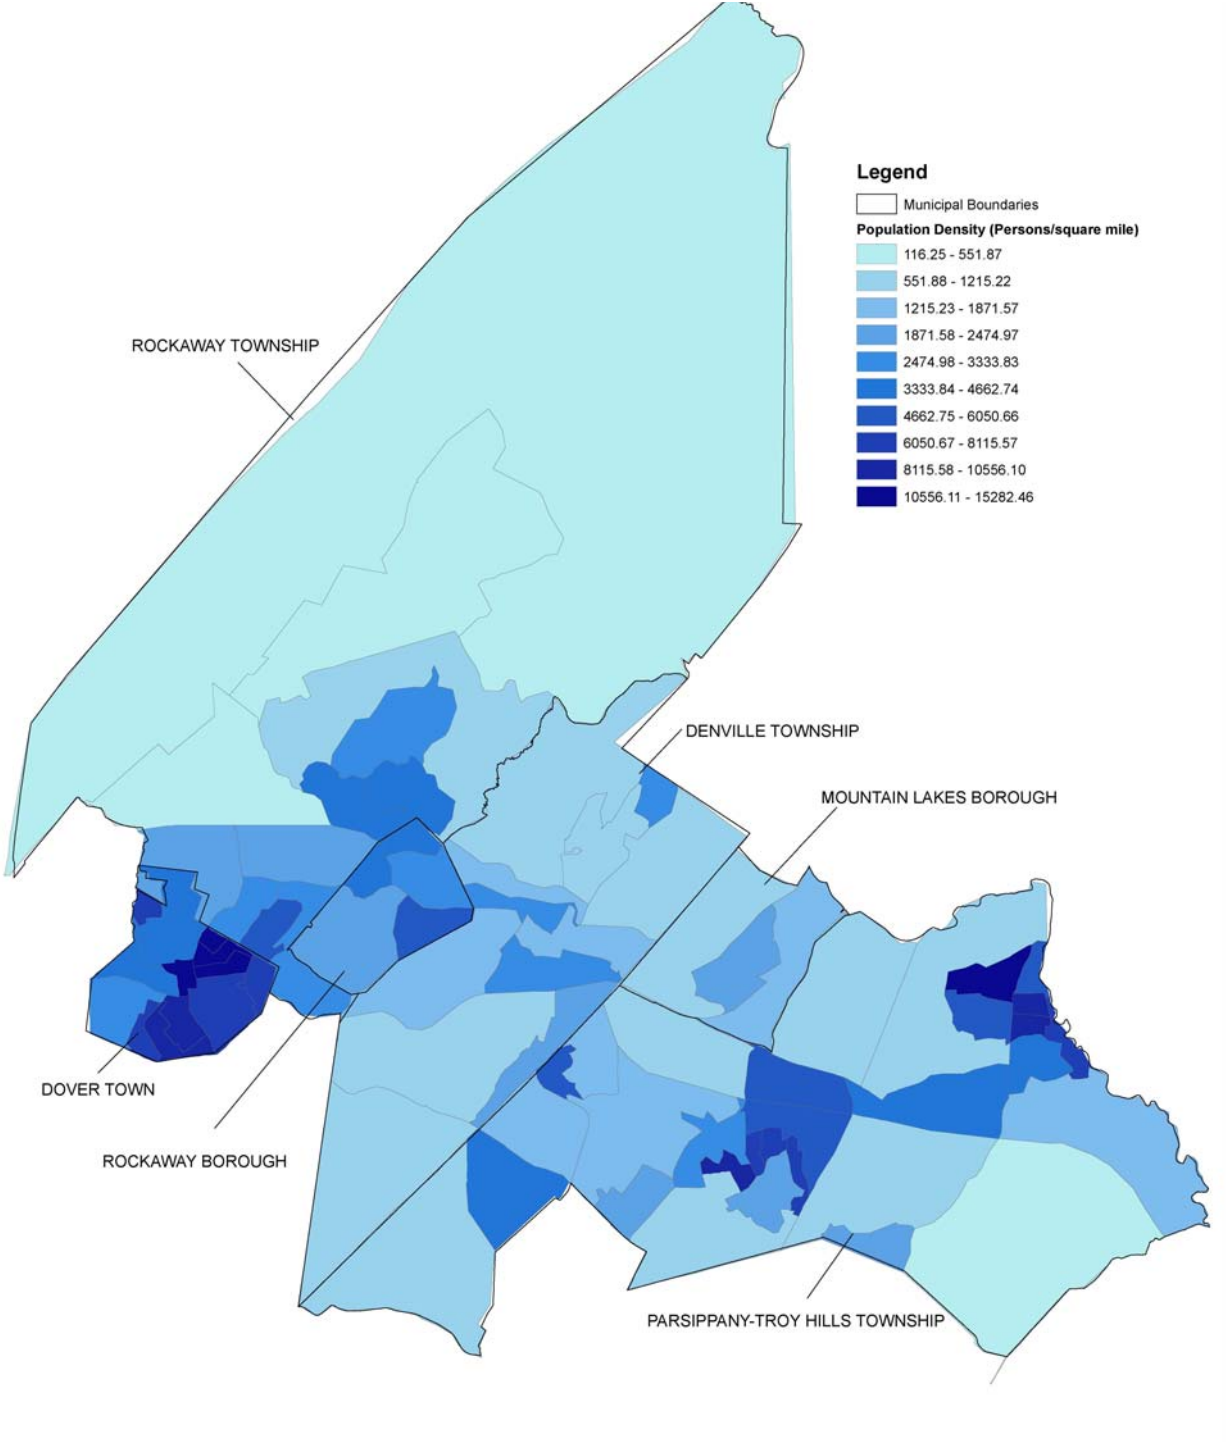 Legend
Municipal Boundaries
Population Density (Persons/square mile)
116.25 - 551.87
551.88 - 1215.22
1215.23 - 1871.57
1871.58 - 2474.97
2474.98 - 3333.83
3333.84 - 4662.74
4662.75 - 6050.66
6050.67 - 8115.57
8115.58 - 10556.10
10556.11 - 15282.46
ROCKAWAY TOWNSHIP
DENVILLE TOWNSHIP
MOUNTAIN LAKES BOROUGH
DOVER TOWN
ROCKAWAY BOROUGH
PARSIPPANY-TROY HILLS TOWNSHIP